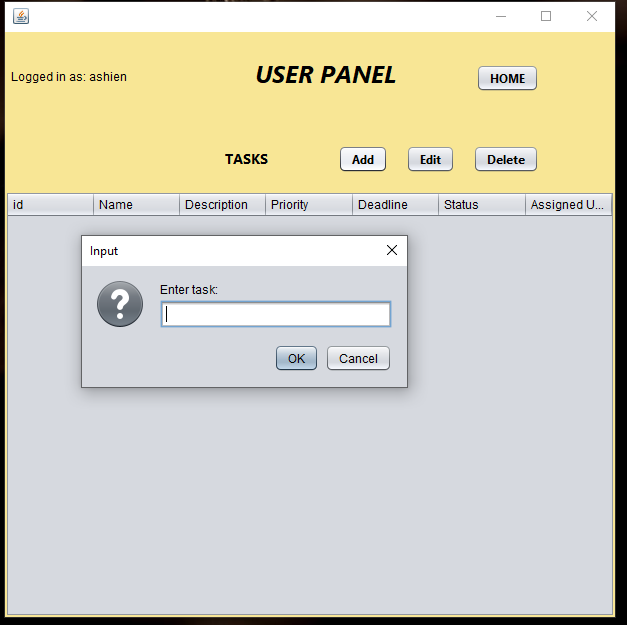 Logged in as: ashien
USER PANEL
HOME
TASKS
Add
Edit
Delete
id
Name
Description
Priority
Deadline
Status
Assigned U...
Input
?
Enter task:
OK
Cancel